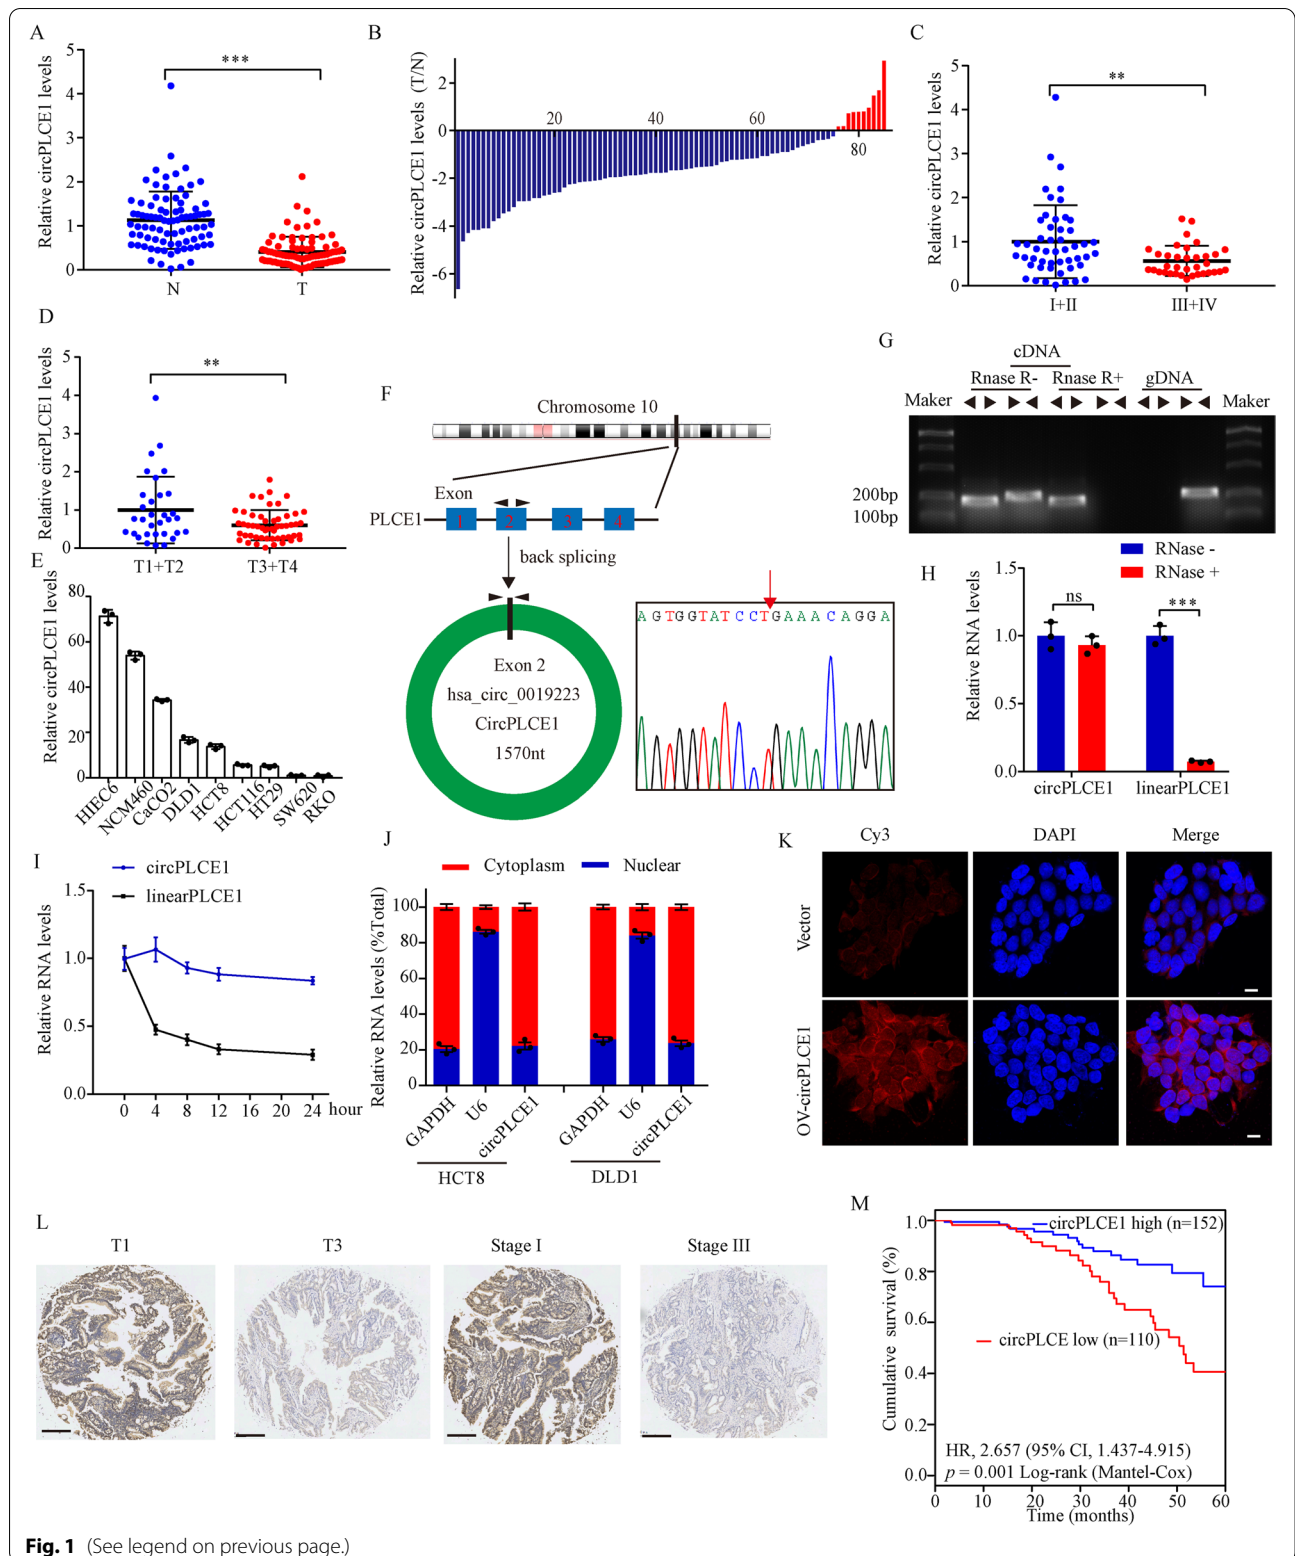 A
Relative circPLCE1 levels
5
4
3
2
1
0
***
N
T
B
Relative circPLCE1 levels (T/N)
2
0
-2
-4
-6
20
40
60
80
C
Relative circPLCE1 levels
5
4
3
2
1
0
**
I+II
III+IV
D
Relative circPLCE1 levels
5
4
3
2
1
0
**
T1+T2
T3+T4
E
Relative circPLCE1 levels
80
60
40
20
0
HIEC6
NCM460
CaCO2
DLD1
HCT8
HCT116
HT29
SW620
RKO
F
Chromosome 10
Exon
PLCE1
1
2
3
4
back splicing
Exon 2
hsa_circ_0019223
CircPLCE1
1570nt
A G T G G T A T C C T G A A A C A G G A
G
cDNA
Rnase R-
Rnase R+
gDNA
Maker
Maker
200bp
100bp
H
RNase -
RNase +
Relative RNA levels
1.5
1.0
0.5
0.0
ns
***
circPLCE1
linearPLCE1
I
circPLCE1
linearPLCE1
Relative RNA levels
1.5
1.0
0.5
0.0
0 4 8 12 16 20 24 hour
J
Cytoplasm
Nuclear
Relative RNA levels (%Total)
100
80
60
40
20
0
GAPDH
U6
circPLCE1
GAPDH
U6
circPLCE1
HCT8
DLD1
K
Cy3
DAPI
Merge
Vector
OV-circPLCE1
L
T1
T3
Stage I
Stage III
M
Cumulative survival (%)
1.0
0.8
0.6
0.4
0.2
0.0
circPLCE1 high (n=152)
circPLCE low (n=110)
HR, 2.657 (95% CI, 1.437-4.915)
p = 0.001 Log-rank (Mantel-Cox)
0 10 20 30 40 50 60
Time (months)
Fig. 1 (See legend on previous page.)